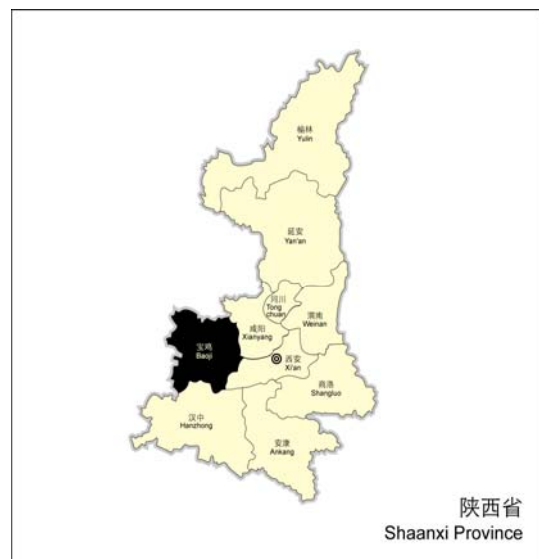 榆林
Yulin
延安
Yan'an
同川
Tong
chuan
渭南
Weinan
咸阳
Xianyang
宝鸡
Baoji
西安
Xi'an
商洛
Shangluo
汉中
Hanzhong
安康
Ankang
陕西省
Shaanxi Province